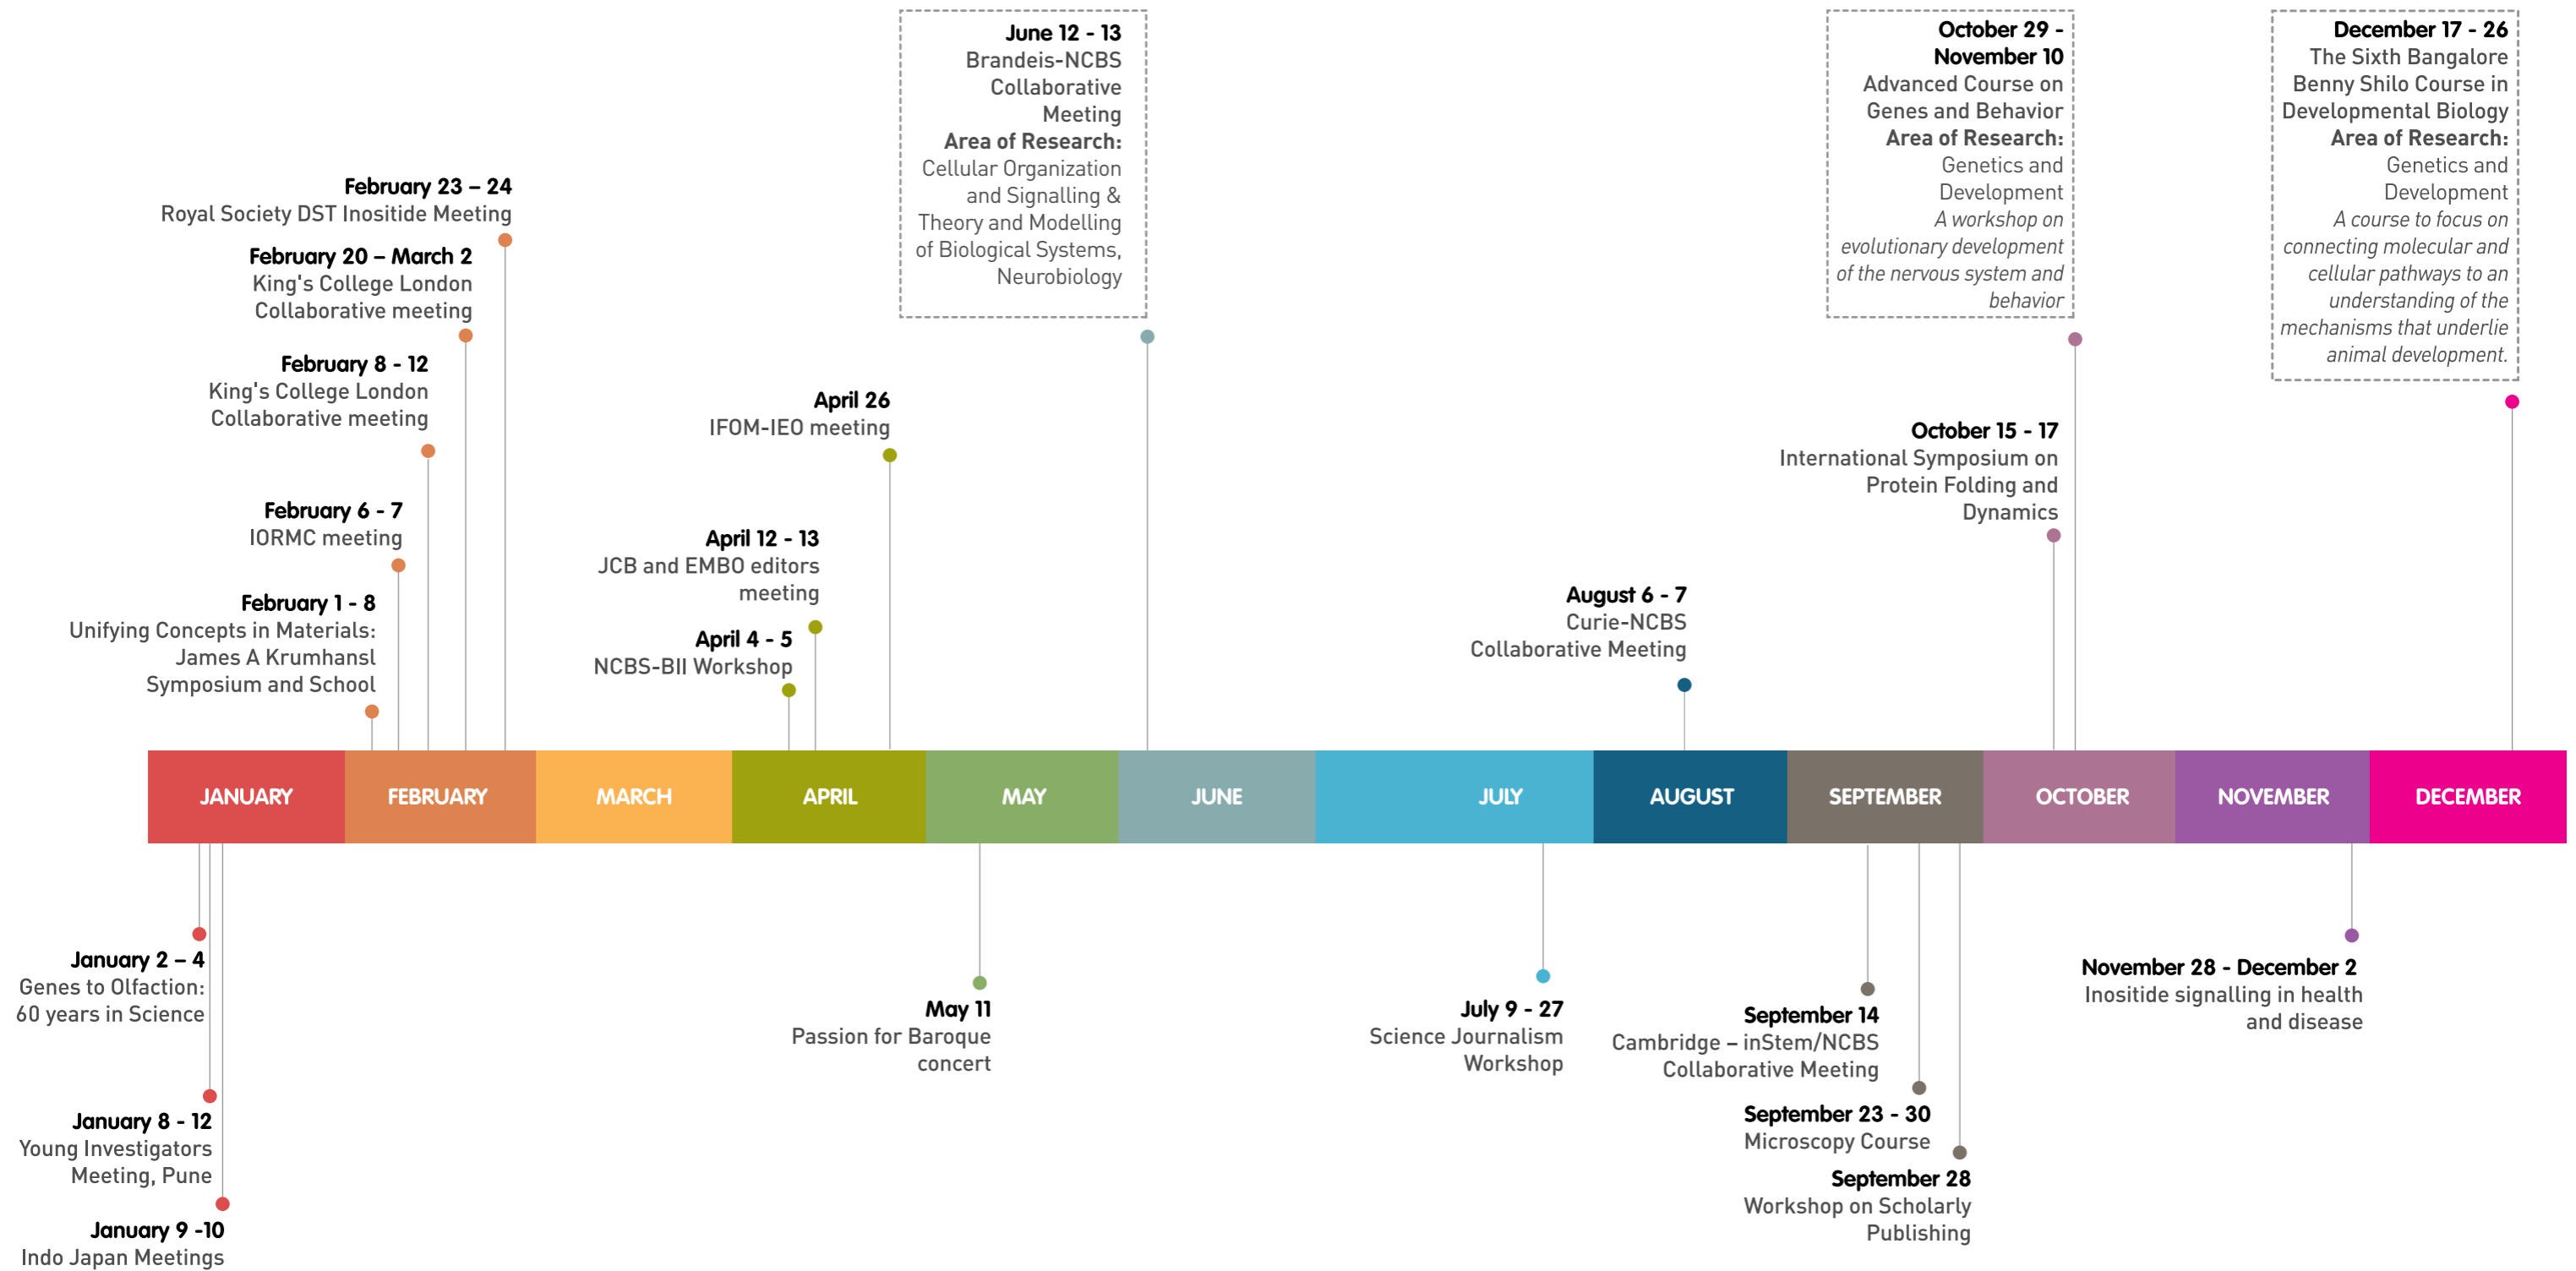 June 12 - 13
Brandeis-NCBS
Collaborative
Meeting
Area of Research:
Cellular Organization
and Signalling &
Theory and Modelling
of Biological Systems,
Neurobiology
October 29 -
November 10
Advanced Course on
Genes and Behavior
Area of Research:
Genetics and
Development
A workshop on
evolutionary development
of the nervous system and
behavior
December 17 - 26
The Sixth Bangalore
Benny Shilo Course in
Developmental Biology
Area of Research:
Genetics and
Development
A course to focus on
connecting molecular and
cellular pathways to an
understanding of the
mechanisms that underlie
animal development.
February 23 – 24
Royal Society DST Inositide Meeting
February 20 – March 2
King's College London
Collaborative meeting
February 8 - 12
King's College London
Collaborative meeting
February 6 - 7
IORMC meeting
February 1 - 8
Unifying Concepts in Materials:
James A Krumhansl
Symposium and School
April 26
IFOM-IEO meeting
April 12 - 13
JCB and EMBO editors
meeting
April 4 - 5
NCBS-BII Workshop
August 6 - 7
Curie-NCBS
Collaborative Meeting
October 15 - 17
International Symposium on
Protein Folding and
Dynamics
JANUARY
FEBRUARY
MARCH
APRIL
MAY
JUNE
JULY
AUGUST
SEPTEMBER
OCTOBER
NOVEMBER
DECEMBER
January 2 – 4
Genes to Olfaction:
60 years in Science
January 8 - 12
Young Investigators
Meeting, Pune
January 9 -10
Indo Japan Meetings
May 11
Passion for Baroque
concert
July 9 - 27
Science Journalism
Workshop
September 14
Cambridge – inStem/NCBS
Collaborative Meeting
September 23 - 30
Microscopy Course
September 28
Workshop on Scholarly
Publishing
November 28 - December 2
Inositide signalling in health
and disease